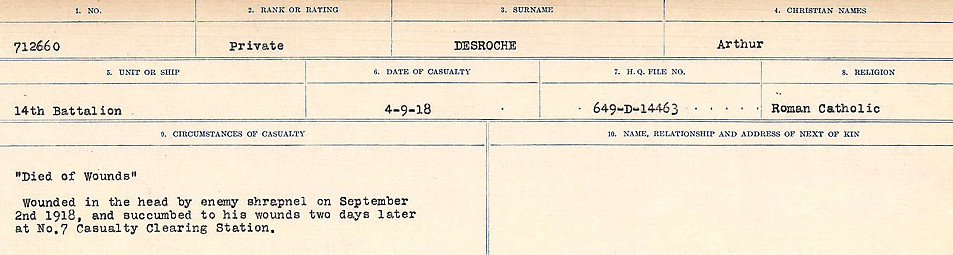 1. NO. 2. RANK OR RATING 3. SURNAME 4. CHRISTIAN NAMES
712660 Private DESROCHE Arthur
5. UNIT OR SHIP 6. DATE OF CASUALTY 7. H.Q. FILE NO. 8. RELIGION
14th Battalion 4-9-18 649-D-14463 Roman Catholic
9. CIRCUMSTANCES OF CASUALTY 10. NAME, RELATIONSHIP AND ADDRESS OF NEXT OF KIN
"Died of Wounds"
Wounded in the head by enemy shrapnel on September
2nd 1918, and succumbed to his wounds two days later
at No.7 Casualty Clearing Station.